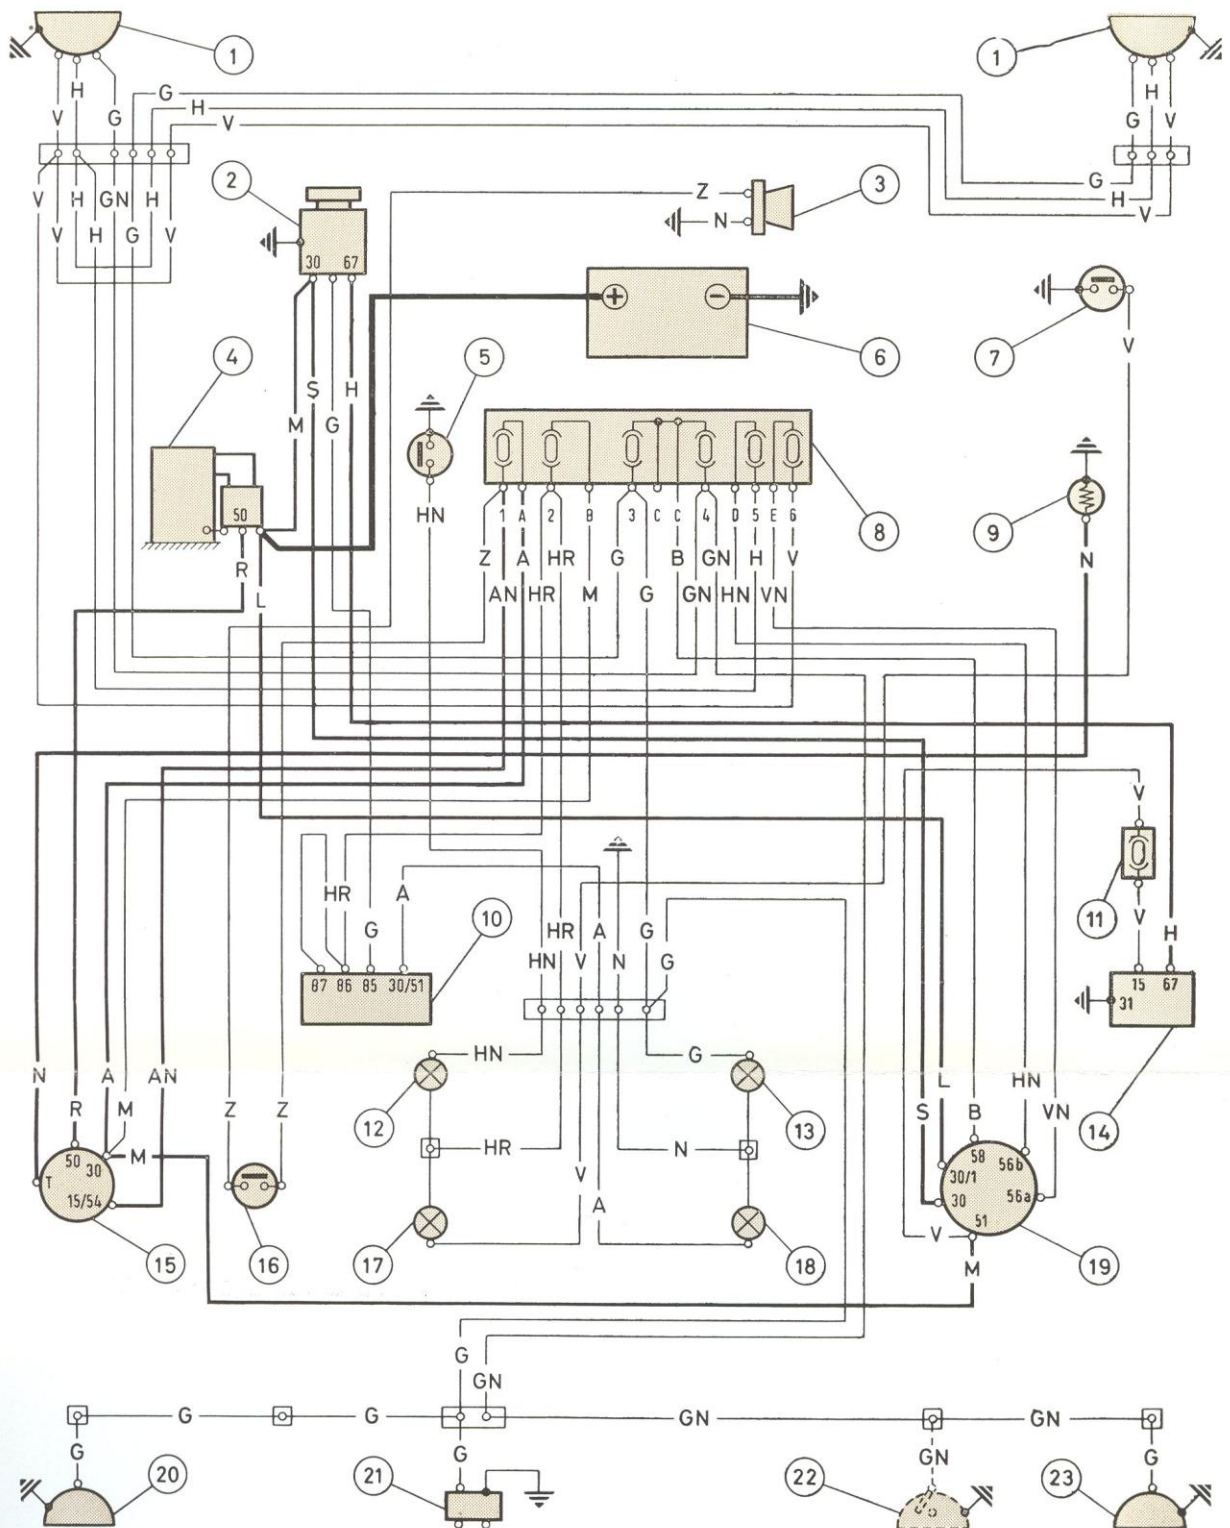 1 1
H H
G
V G H G V
V
2 3
Z
V H GN H G
N
H
V
V H G V
30 67
7
4 5 6
V
S H
M G
50
HN
1 A 2 B 3 C C 4 D 5 E 6
8
9
R
Z A HR G B GN H V
N
L
AN HR M G GN HN VN
V
HR A
11
10
V
G HR A G
H
HN V N G
87 86 85 30/51
15 67
31
N A AN
HN G
L HN
12 13 14
R M Z Z
S B VN
M
HR N
50 30
T
15/54
V
A
58
30/1 56b
30 56a
51
V
15 16 17 18 19
M
G
GN
G G GN GN
G G GN G
20 21 22 23